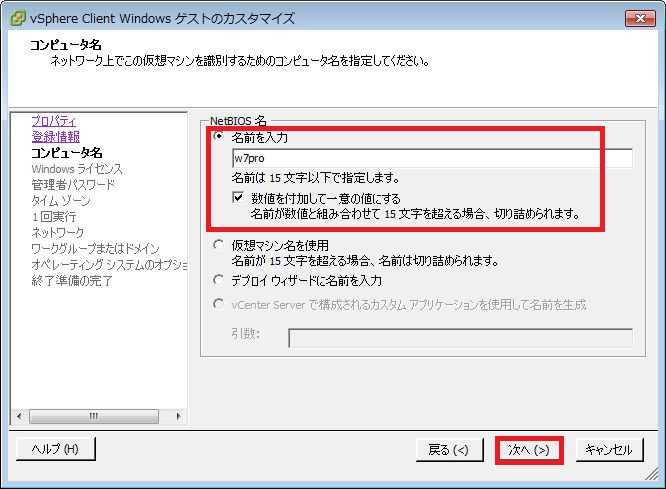 vSphere Client Windows ゲストのカスタマイズ
コンピュータ名
ネットワーク上でこの仮想マシンを識別するためのコンピュータ名を指定してください。
プロパティ
登録情報
コンピュータ名
Windows ライセンス
管理者パスワード
タイム ゾーン
1 回実行
ネットワーク
ワークグループまたはドメイン
オペレーティング システムのオプショ
終了準備の完了
NetBIOS 名
名前を入力
w7pro
名前は 15 文字以下で指定します。
数値を付加して一意の値にする
名前が数値と組み合わせて 15 文字を超える場合、切り詰められます。
仮想マシン名を使用
名前が 15 文字を超える場合、名前は切り詰められます。
デプロイ ウィザードに名前を入力
vCenter Server で構成されるカスタム アプリケーションを使用して名前を生成
引数:
ヘルプ (H)
戻る (<)
次へ (>)
キャンセル